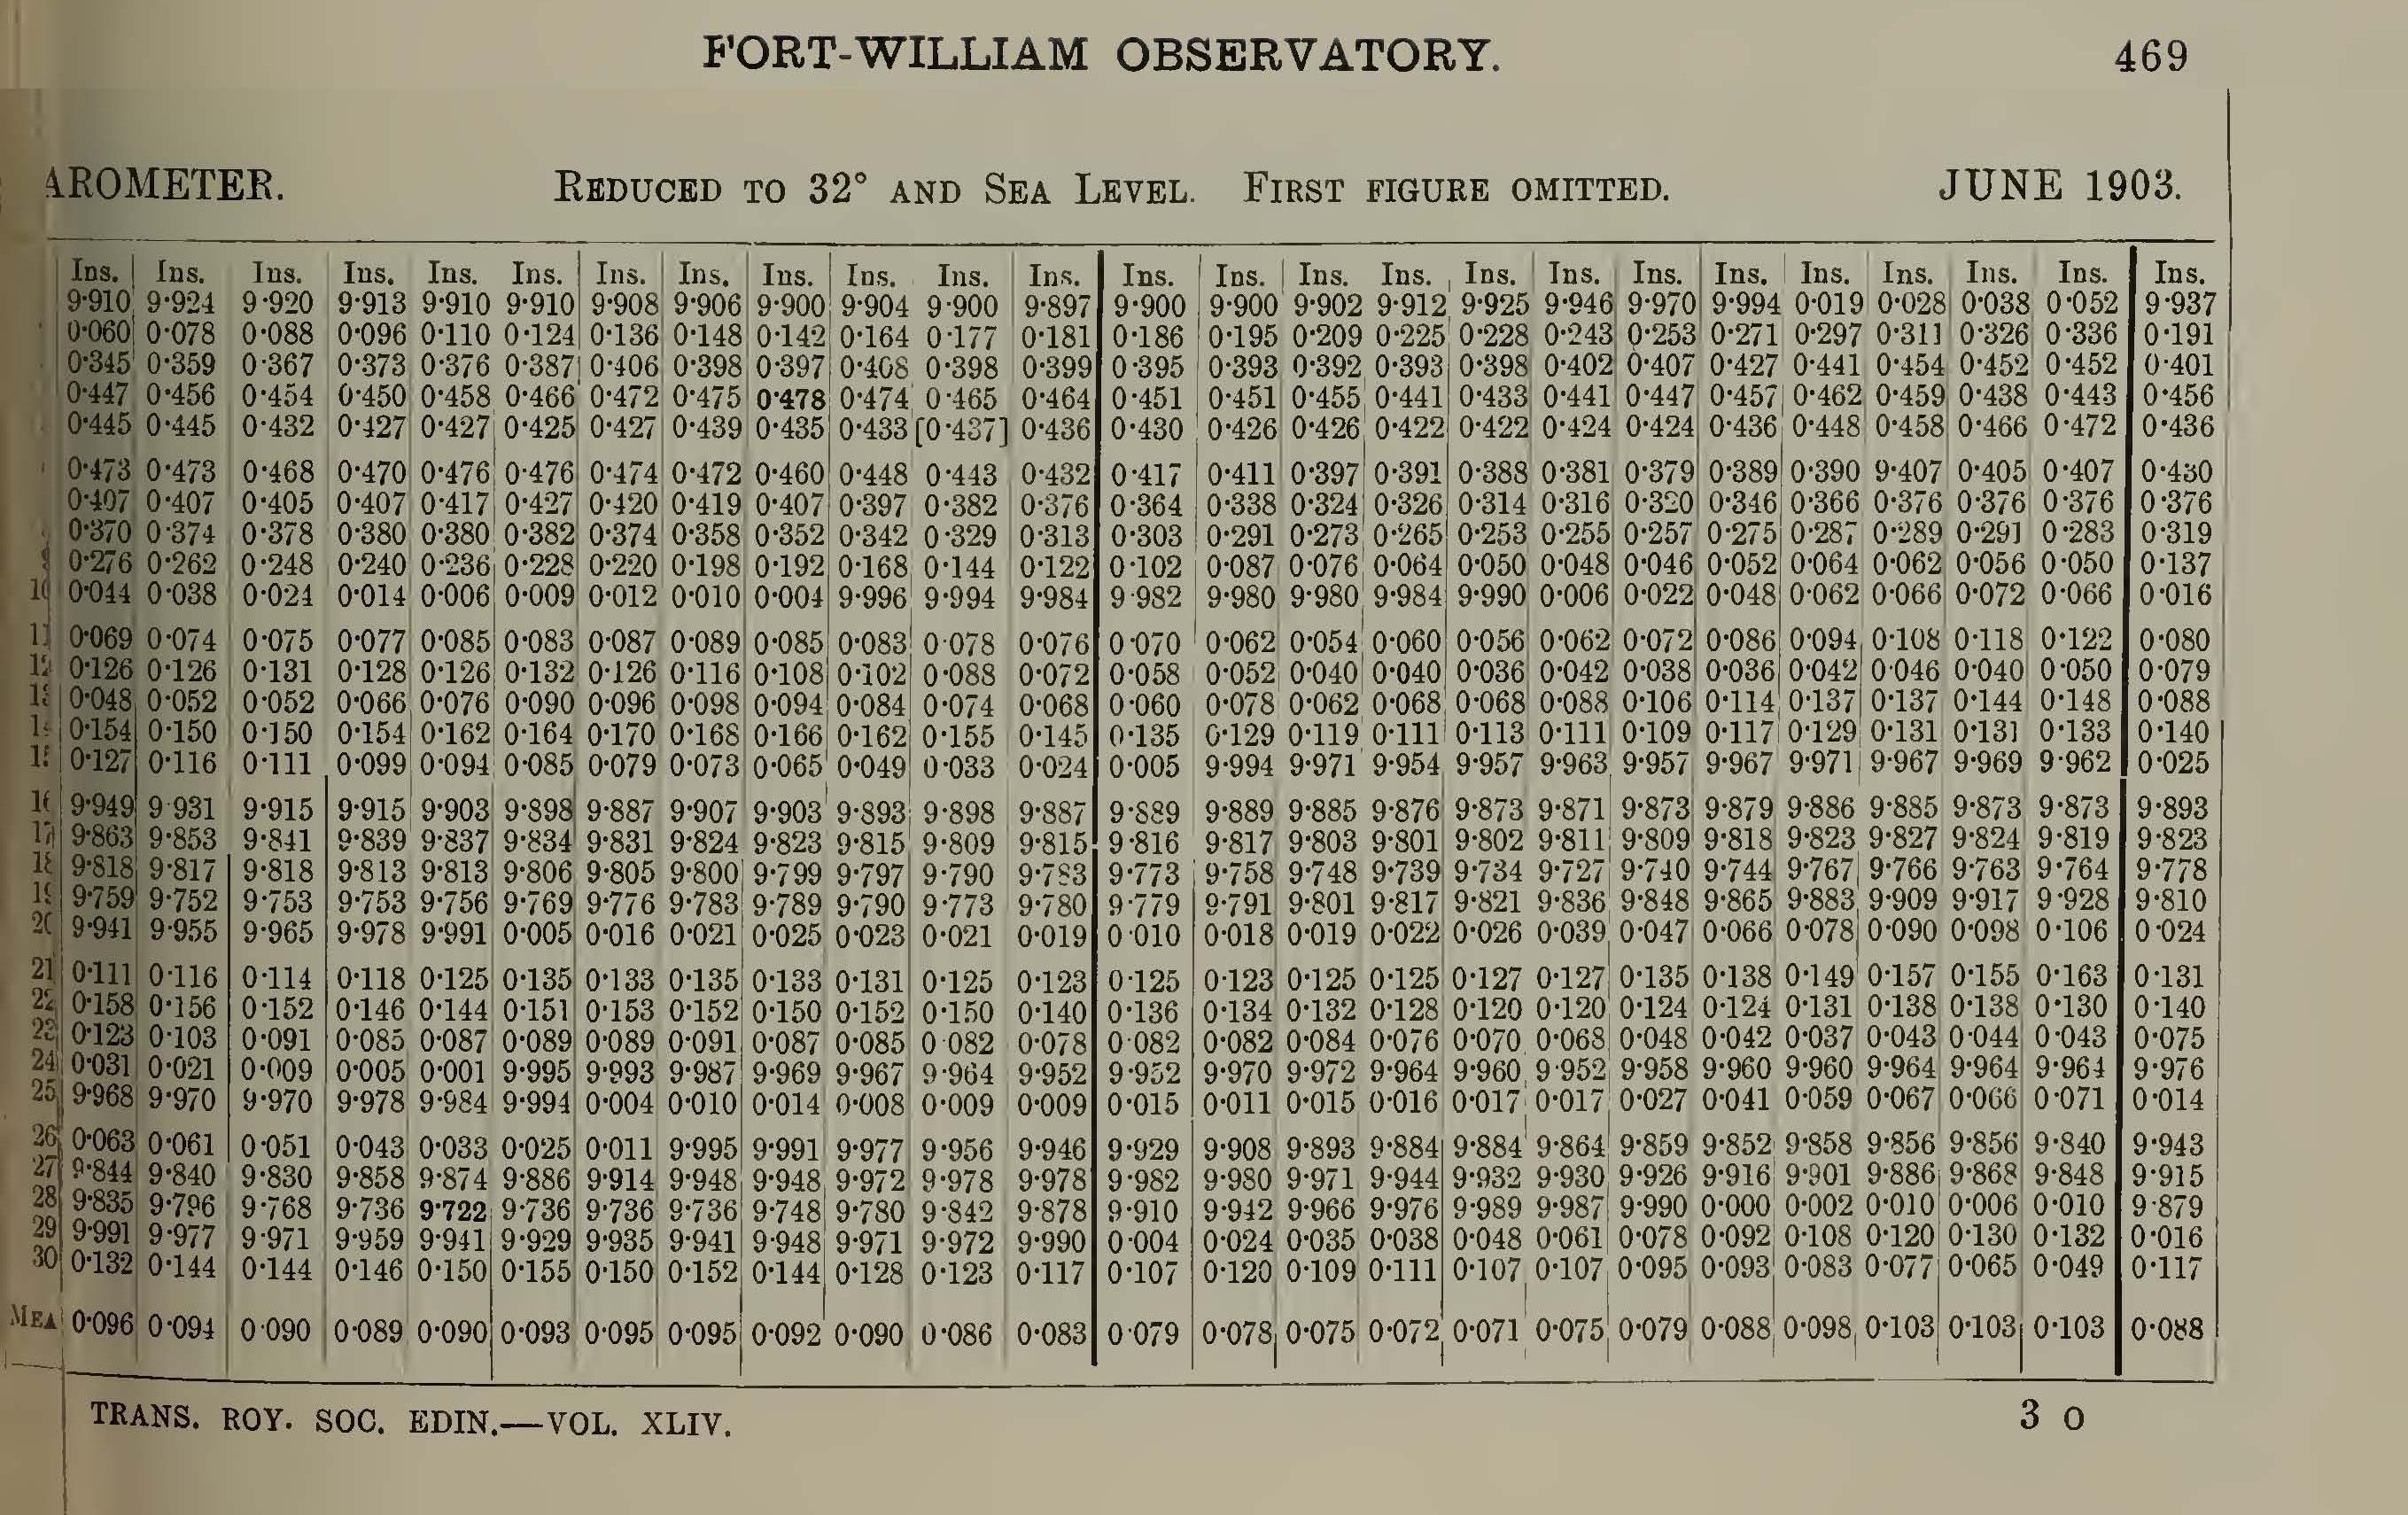 FORT-WILLIAM OBSERVATORY. 469
AROMETER. REDUCED TO 32° AND SEA LEVEL. FIRST FIGURE OMITTED. JUNE 1903.
Ins. Ins. Ins. Ins. Ins. Ins. Ins. Ins. Ins. Ins. Ins. Ins. Ins. Ins. Ins. Ins. Ins. Ins. Ins. Ins. Ins. Ins. Ins. Ins. Ins.
9·910 9·924 9·920 9·913 9·910 9·910 9·908 9·906 9·900 9·904 9·900 9·897 9·900 9·900 9·902 9·912 9·925 9·946 9·970 9·994 0·019 0·028 0·038 0·052 9·937
0·060 0·078 0·088 0·096 0·110 0·124 0·136 0·148 0·142 0·164 0·177 0·181 0·186 0·195 0·209 0·225 0·228 0·243 0·253 0·271 0·297 0·311 0·326 0·336 0·191
0·345 0·359 0·367 0·373 0·376 0·387 0·406 0·398 0·397 0·408 0·398 0·399 0·395 0·393 0·392 0·393 0·398 0·402 0·407 0·427 0·441 0·454 0·452 0·452 0·401
0·447 0·456 0·454 0·450 0·458 0·466 0·472 0·475 0·478 0·474 0·465 0·464 0·451 0·451 0·455 0·441 0·433 0·441 0·447 0·457 0·462 0·459 0·438 0·443 0·456
0·445 0·445 0·432 0·427 0·427 0·425 0·427 0·439 0·435 0·433 [0·437] 0·436 0·430 0·426 0·426 0·422 0·422 0·424 0·424 0·436 0·448 0·458 0·466 0·472 0·436
0·473 0·473 0·468 0·470 0·476 0·476 0·474 0·472 0·460 0·448 0·443 0·432 0·417 0·411 0·397 0·391 0·388 0·381 0·379 0·389 0·390 9·407 0·405 0·407 0·430
0·407 0·407 0·405 0·407 0·417 0·427 0·420 0·419 0·407 0·397 0·382 0·376 0·364 0·338 0·324 0·326 0·314 0·316 0·320 0·346 0·366 0·376 0·376 0·376 0·376
0·370 0·374 0·378 0·380 0·380 0·382 0·374 0·358 0·352 0·342 0·329 0·313 0·303 0·291 0·273 0·265 0·253 0·255 0·257 0·275 0·287 0·289 0·291 0·283 0·319
0·276 0·262 0·248 0·240 0·236 0·228 0·220 0·198 0·192 0·168 0·144 0·122 0·102 0·087 0·076 0·064 0·050 0·048 0·046 0·052 0·064 0·062 0·056 0·050 0·137
10 0·044 0·038 0·024 0·014 0·006 0·009 0·012 0·010 0·004 9·996 9·994 9·984 9·982 9·980 9·980 9·984 9·990 0·006 0·022 0·048 0·062 0·066 0·072 0·066 0·016
11 0·069 0·074 0·075 0·077 0·085 0·083 0·087 0·089 0·085 0·083 0·078 0·076 0·070 0·062 0·054 0·060 0·056 0·062 0·072 0·086 0·094 0·108 0·118 0·122 0·080
12 0·126 0·126 0·131 0·128 0·126 0·132 0·126 0·116 0·108 0·102 0·088 0·072 0·058 0·052 0·040 0·040 0·036 0·042 0·038 0·036 0·042 0·046 0·040 0·050 0·079
13 0·048 0·052 0·052 0·066 0·076 0·090 0·096 0·098 0·094 0·084 0·074 0·068 0·060 0·078 0·062 0·068 0·068 0·088 0·106 0·114 0·137 0·137 0·144 0·148 0·088
14 0·154 0·150 0·150 0·154 0·162 0·164 0·170 0·168 0·166 0·162 0·155 0·145 0·135 0·129 0·119 0·111 0·113 0·111 0·109 0·117 0·129 0·131 0·131 0·133 0·140
15 0·127 0·116 0·111 0·099 0·094 0·085 0·079 0·073 0·065 0·049 0·033 0·024 0·005 9·994 9·971 9·954 9·957 9·963 9·957 9·967 9·971 9·967 9·969 9·962 0·025
16 9·949 9·931 9·915 9·915 9·903 9·898 9·887 9·907 9·903 9·893 9·898 9·887 9·889 9·889 9·885 9·876 9·873 9·871 9·873 9·879 9·886 9·885 9·873 9·873 9·893
17 9·863 9·853 9·841 9·839 9·837 9·834 9·831 9·824 9·823 9·815 9·809 9·815 9·816 9·817 9·803 9·801 9·802 9·811 9·809 9·818 9·823 9·827 9·824 9·819 9·823
18 9·818 9·817 9·818 9·813 9·813 9·806 9·805 9·800 9·799 9·797 9·790 9·783 9·773 9·758 9·748 9·739 9·734 9·727 9·740 9·744 9·767 9·766 9·763 9·764 9·778
19 9·759 9·752 9·753 9·753 9·756 9·769 9·776 9·783 9·789 9·790 9·773 9·780 9·779 9·791 9·801 9·817 9·821 9·836 9·848 9·865 9·883 9·909 9·917 9·928 9·810
20 9·941 9·955 9·965 9·978 9·991 0·005 0·016 0·021 0·025 0·023 0·021 0·019 0·010 0·018 0·019 0·022 0·026 0·039 0·047 0·066 0·078 0·090 0·098 0·106 0·024
21 0·111 0·116 0·114 0·118 0·125 0·135 0·133 0·135 0·133 0·131 0·125 0·123 0·125 0·123 0·125 0·125 0·127 0·127 0·135 0·138 0·149 0·157 0·155 0·163 0·131
22 0·158 0·156 0·152 0·146 0·144 0·151 0·153 0·152 0·150 0·152 0·150 0·140 0·136 0·134 0·132 0·128 0·120 0·120 0·124 0·124 0·131 0·138 0·138 0·130 0·140
23 0·123 0·103 0·091 0·085 0·087 0·089 0·089 0·091 0·087 0·085 0·082 0·078 0·082 0·082 0·084 0·076 0·070 0·068 0·048 0·042 0·037 0·043 0·044 0·043 0·075
24 0·031 0·021 0·009 0·005 0·001 9·995 9·993 9·987 9·969 9·967 9·964 9·952 9·952 9·970 9·972 9·964 9·960 9·952 9·958 9·960 9·960 9·964 9·964 9·964 9·976
25 9·968 9·970 9·970 9·978 9·984 9·994 0·004 0·010 0·014 0·008 0·009 0·009 0·015 0·011 0·015 0·016 0·017 0·017 0·027 0·041 0·059 0·067 0·066 0·071 0·014
26 0·063 0·061 0·051 0·043 0·033 0·025 0·011 9·995 9·991 9·977 9·956 9·946 9·929 9·908 9·893 9·884 9·884 9·864 9·859 9·852 9·858 9·856 9·856 9·840 9·943
27 9·844 9·840 9·830 9·858 9·874 9·886 9·914 9·948 9·948 9·972 9·978 9·978 9·982 9·980 9·971 9·944 9·932 9·930 9·926 9·916 9·901 9·886 9·868 9·848 9·915
28 9·835 9·796 9·768 9·736 9·722 9·736 9·736 9·736 9·748 9·780 9·842 9·878 9·910 9·942 9·966 9·976 9·989 9·987 9·990 0·000 0·002 0·010 0·006 0·010 9·879
29 9·991 9·977 9·971 9·959 9·941 9·929 9·935 9·941 9·948 9·971 9·972 9·990 0·004 0·024 0·035 0·038 0·048 0·061 0·078 0·092 0·108 0·120 0·130 0·132 0·016
30 0·132 0·144 0·144 0·146 0·150 0·155 0·150 0·152 0·144 0·128 0·123 0·117 0·107 0·120 0·109 0·111 0·107 0·107 0·095 0·093 0·083 0·077 0·065 0·049 0·117
MEA 0·096 0·094 0·090 0·089 0·090 0·093 0·095 0·095 0·092 0·090 0·086 0·083 0·079 0·078 0·075 0·072 0·071 0·075 0·079 0·088 0·098 0·103 0·103 0·103 0·088
TRANS. ROY. SOC. EDIN.—VOL. XLIV. 3 O